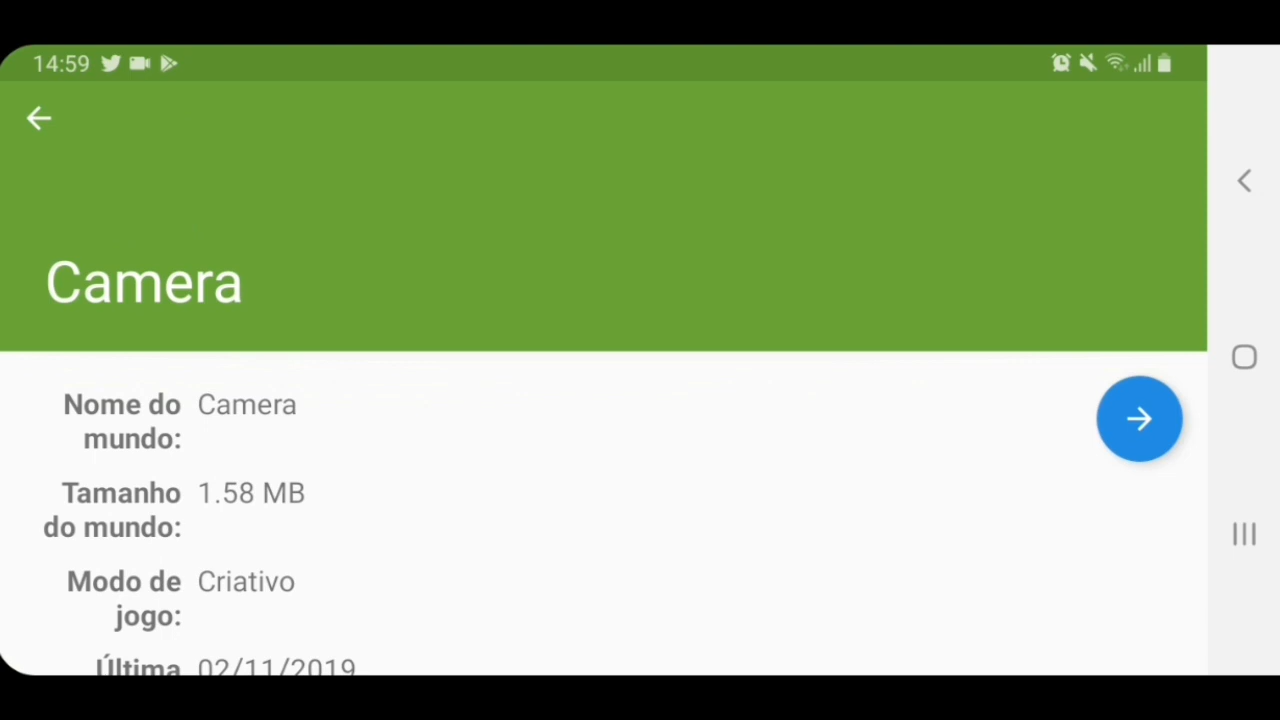 14:59
Camera
Nome do Camera
mundo:
Tamanho 1.58 MB
do mundo:
Modo de Criativo
jogo:
Última 02/11/2019